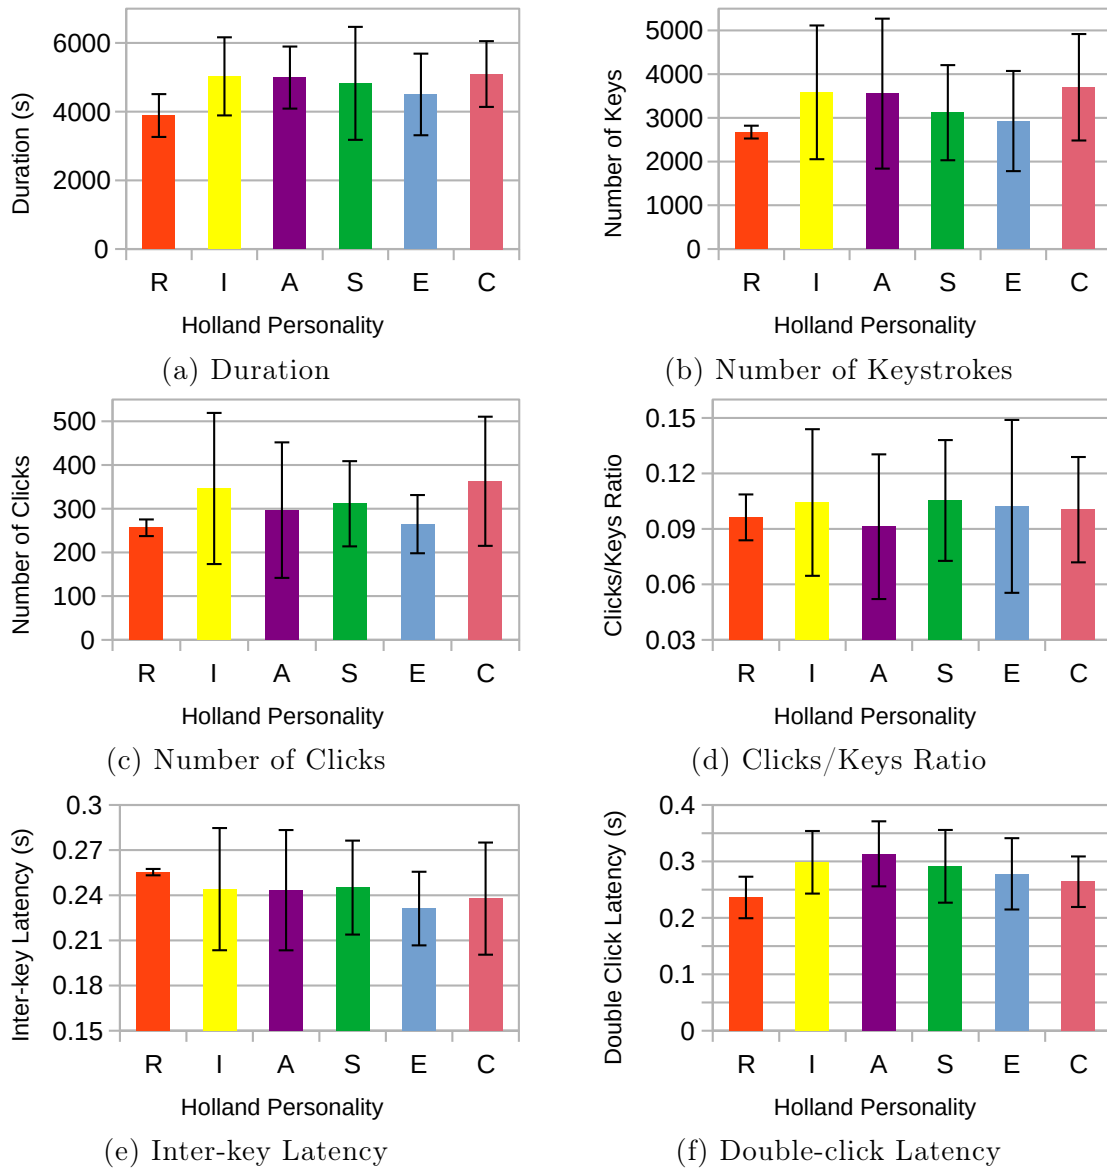 Duration (s)
6000
4000
2000
0
R I A S E C
Holland Personality
(a) Duration
Number of Keys
5000
4000
3000
2000
1000
0
R I A S E C
Holland Personality
(b) Number of Keystrokes
Number of Clicks
500
400
300
200
100
0
R I A S E C
Holland Personality
(c) Number of Clicks
Clicks/Keys Ratio
0.15
0.12
0.09
0.06
0.03
R I A S E C
Holland Personality
(d) Clicks/Keys Ratio
Inter-key Latency (s)
0.3
0.27
0.24
0.21
0.18
0.15
R I A S E C
Holland Personality
(e) Inter-key Latency
Double Click Latency (s)
0.4
0.3
0.2
0.1
0
R I A S E C
Holland Personality
(f) Double-click Latency